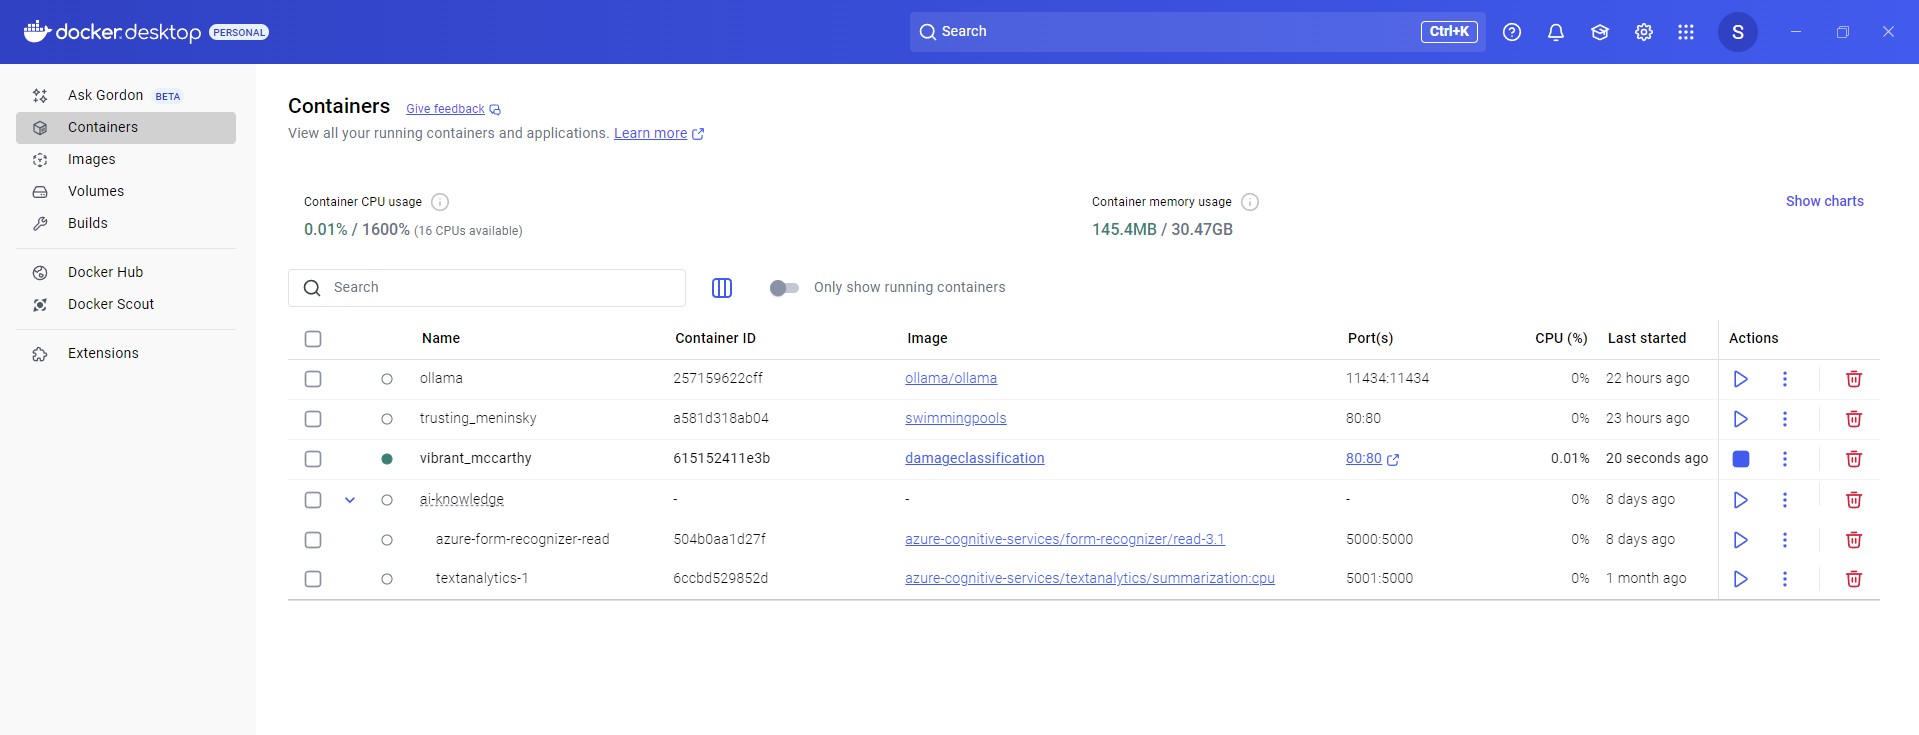 docker.desktop PERSONAL Search Ctrl+K S
Ask Gordon BETA
Containers
Images
Volumes
Builds
Docker Hub
Docker Scout
Extensions
Containers Give feedback
View all your running containers and applications. Learn more
Container CPU usage Container memory usage Show charts
0.01% / 1600% (16 CPUs available) 145.4MB / 30.47GB
Search Only show running containers
Name Container ID Image Port(s) CPU (%) Last started Actions
ollama 257159622cff ollama/ollama 11434:11434 0% 22 hours ago
trusting_meninsky a581d318ab04 swimmingpools 80:80 0% 23 hours ago
vibrant_mccarthy 615152411e3b damageclassification 80:80 0.01% 20 seconds ago
ai-knowledge - - - 0% 8 days ago
azure-form-recognizer-read 504b0aa1d27f azure-cognitive-services/form-recognizer/read-3.1 5000:5000 0% 8 days ago
textanalytics-1 6ccbd529852d azure-cognitive-services/textanalytics/summarization:cpu 5001:5000 0% 1 month ago